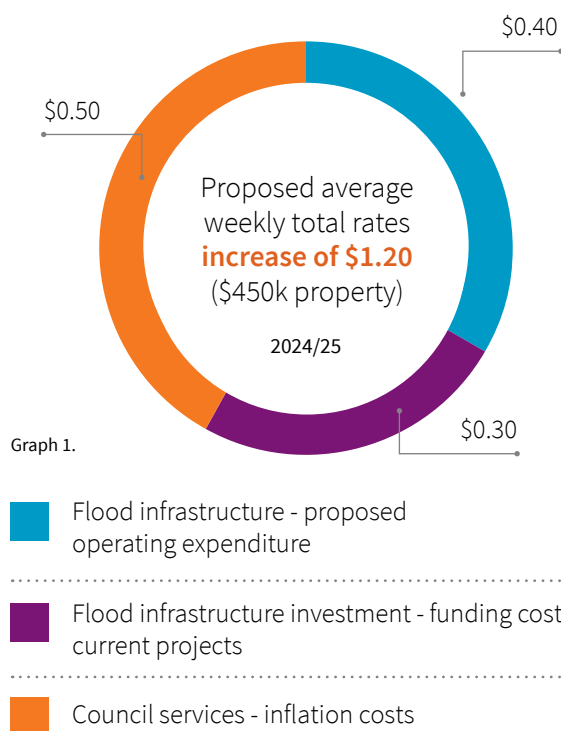 $0.40
$0.50
Proposed average
weekly total rates
increase of $1.20
($450k property)
2024/25
$0.30
Graph 1.
Flood infrastructure - proposed
operating expenditure
Flood infrastructure investment - funding cost
current projects
Council services - inflation costs